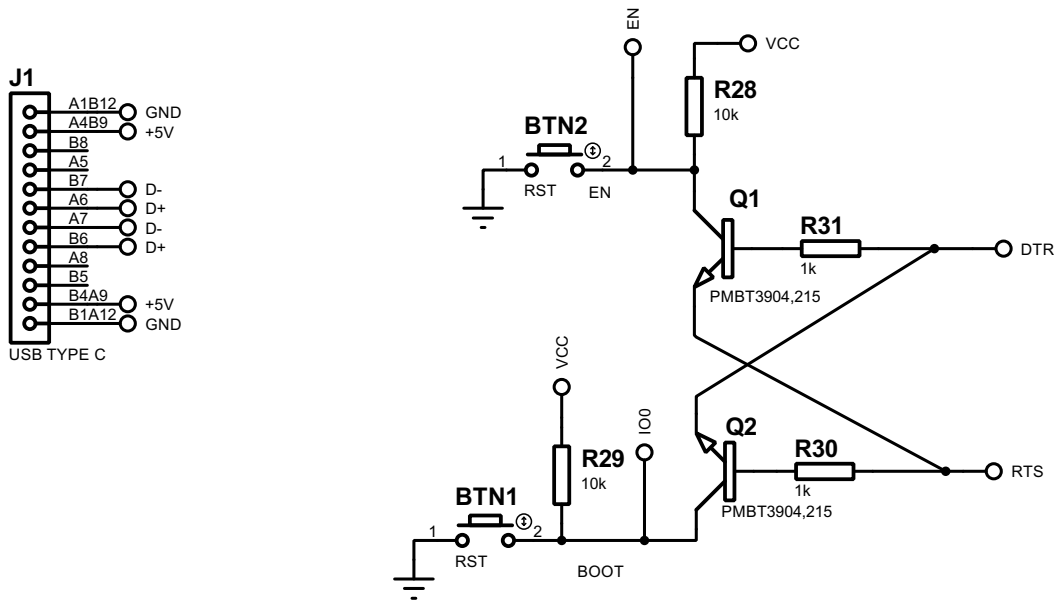 J1
A1B12 GND
A4B9 +5V
B8
A5
B7 D-
A6 D+
A7 D-
B6 D+
A8
B5
B4A9 +5V
B1A12 GND
USB TYPE C
EN
VCC
R28
10k
BTN2
1 2
RST EN
Q1
R31
1k
DTR
PMBT3904,215
VCC
IO0
R29
10k
Q2
R30
1k
RTS
PMBT3904,215
BTN1
1 2
RST
BOOT